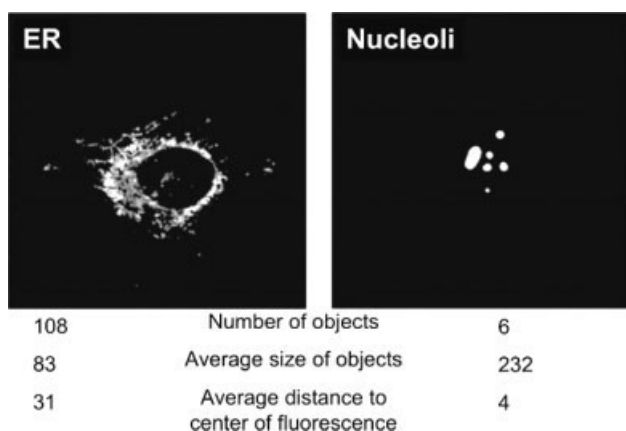 ER
Nucleoli
108 Number of objects 6
83 Average size of objects 232
31 Average distance to 4
center of fluorescence